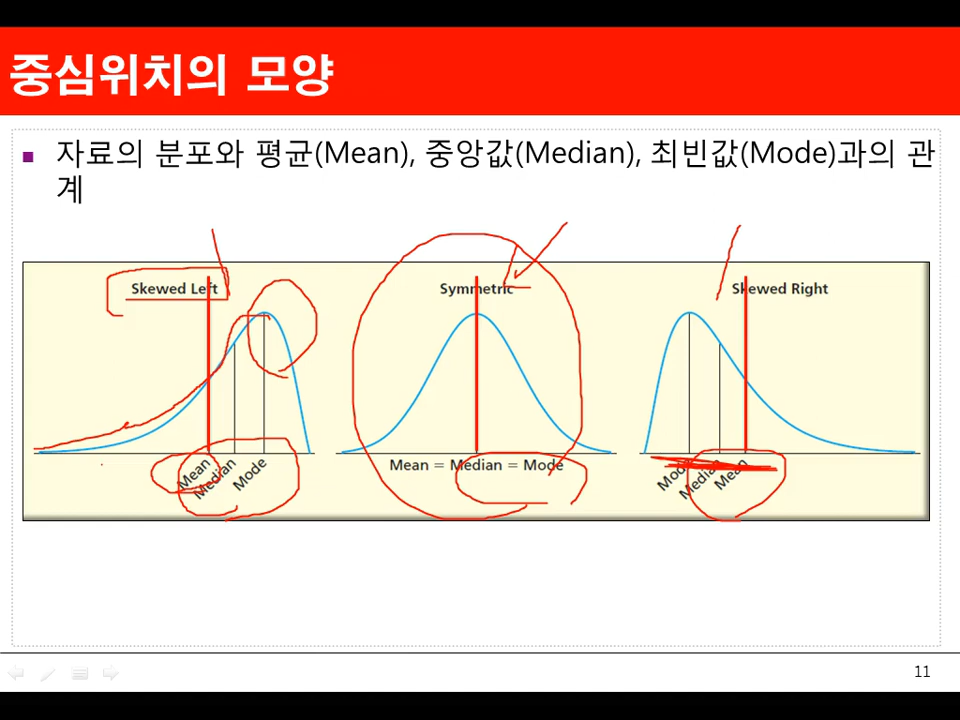 중심위치의 모양
자료의 분포와 평균(Mean), 중앙값(Median), 최빈값(Mode)과의 관
계
Skewed Left
Symmetric
Skewed Right
Mean
Median
Mode
Mean = Median = Mode
Mode
Median
Mean
11